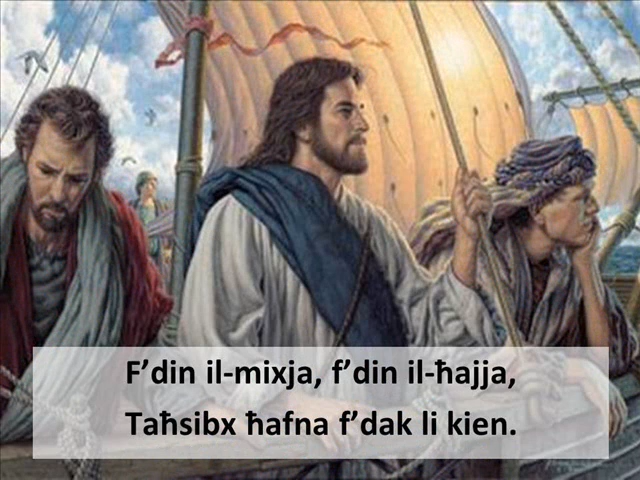 F’din il-mixja, f’din il-ħajja,
Taħsibx ħafna f’dak li kien.